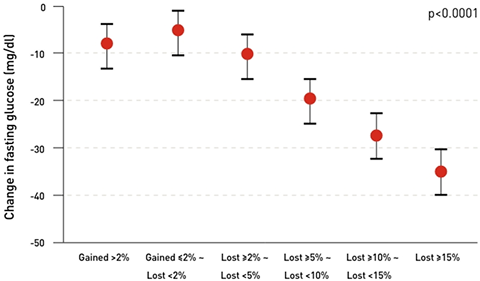 Change in fasting glucose (mg/dl)
0
-10
-20
-30
-40
-50
p<0.0001
Gained >2%
Gained ≤2% ~
Lost <2%
Lost ≥2% ~
Lost <5%
Lost ≥5% ~
Lost <10%
Lost ≥10% ~
Lost <15%
Lost ≥15%